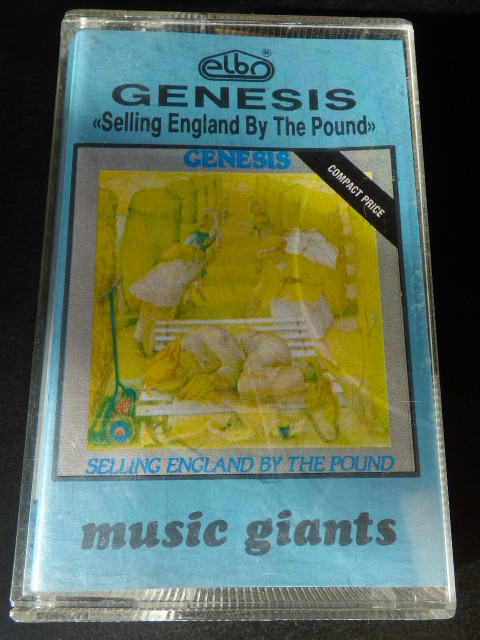 elbo®
GENESIS
«Selling England By The Pound»
GENESIS
COMPACT PRICE
SELLING ENGLAND BY THE POUND
music giants